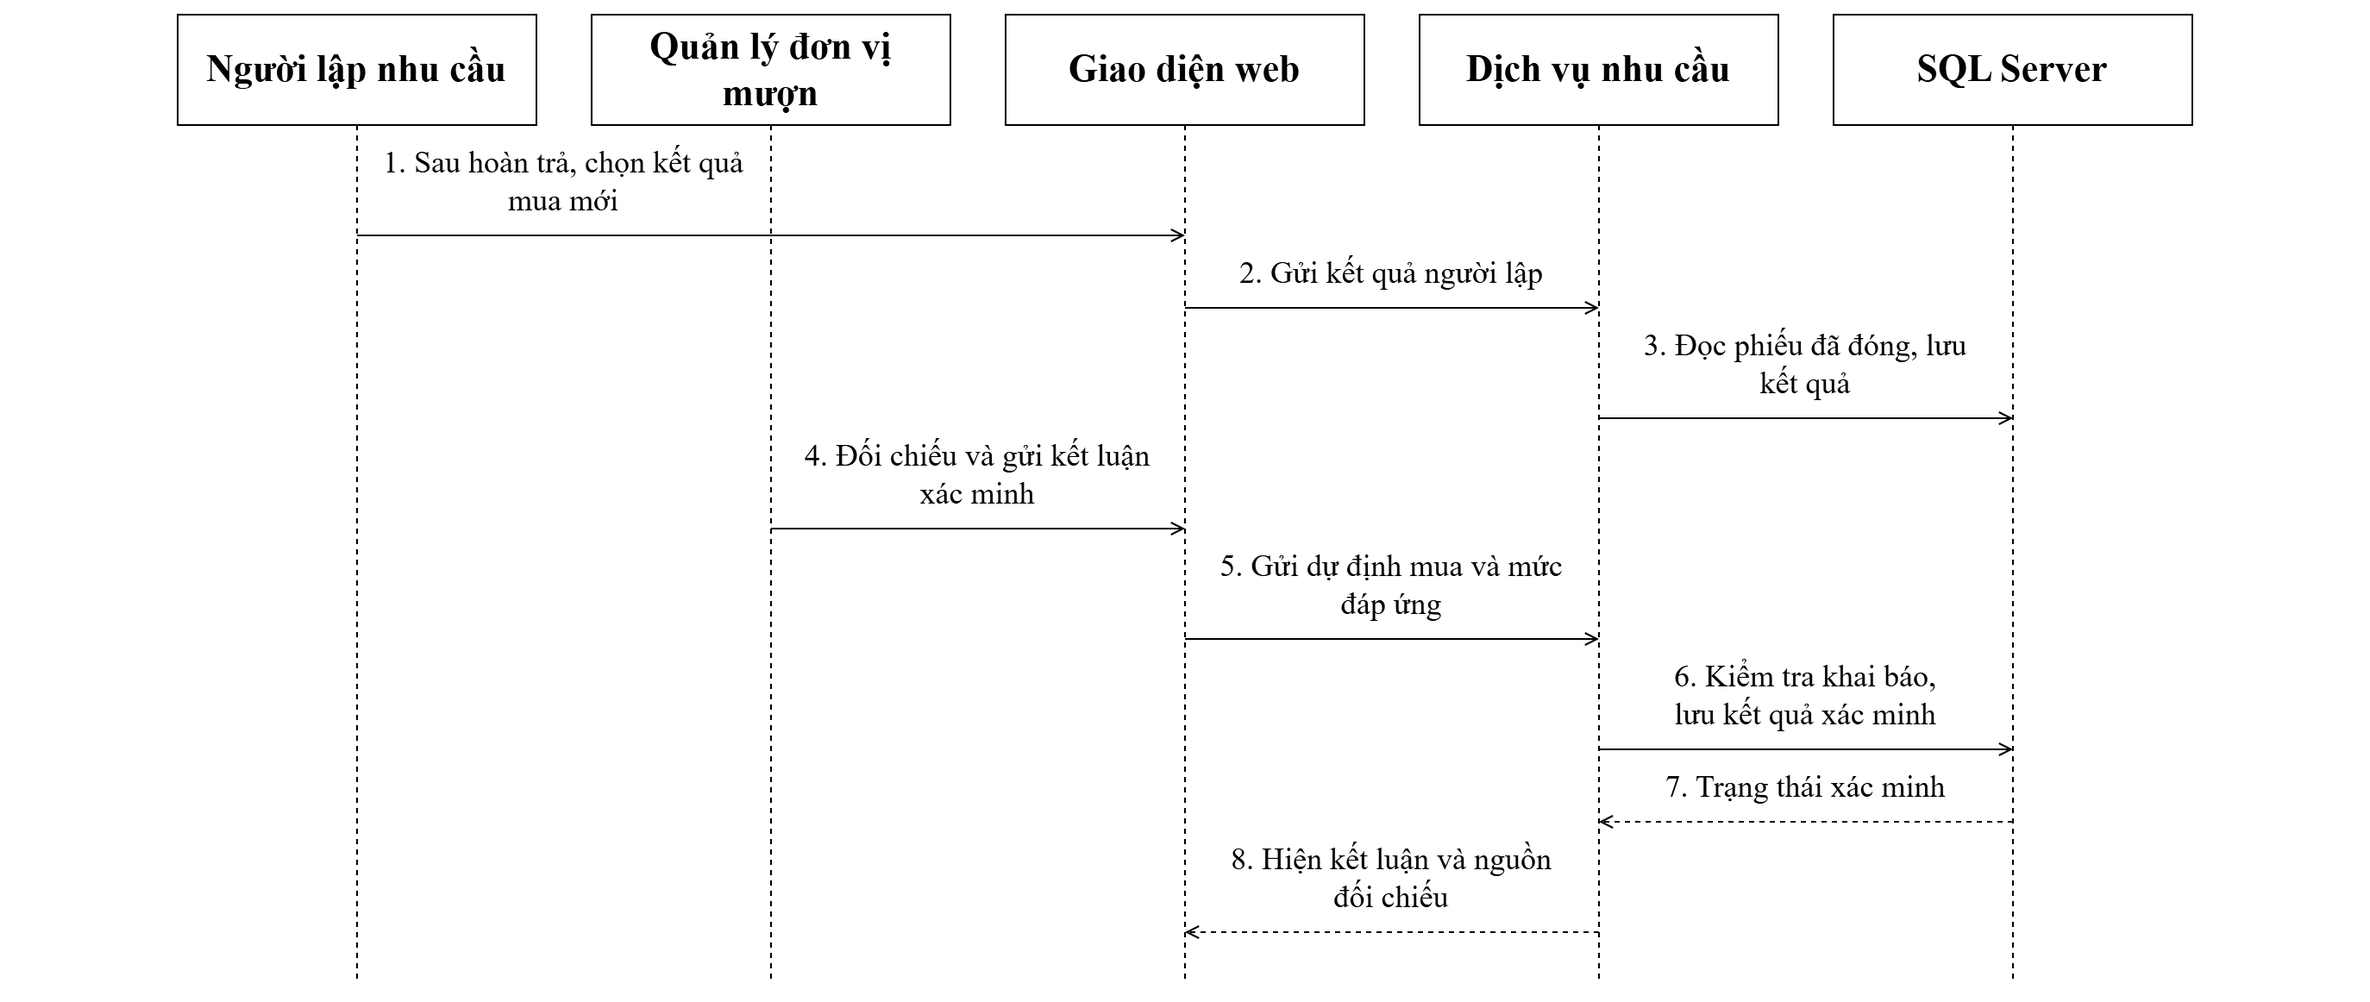 Người lập nhu cầu
Quản lý đơn vị
mượn
Giao diện web
Dịch vụ nhu cầu
SQL Server
1. Sau hoàn trả, chọn kết quả
mua mới
2. Gửi kết quả người lập
3. Đọc phiếu đã đóng, lưu
kết quả
4. Đối chiếu và gửi kết luận
xác minh
5. Gửi dự định mua và mức
đáp ứng
6. Kiểm tra khai báo,
lưu kết quả xác minh
7. Trạng thái xác minh
8. Hiện kết luận và nguồn
đối chiếu